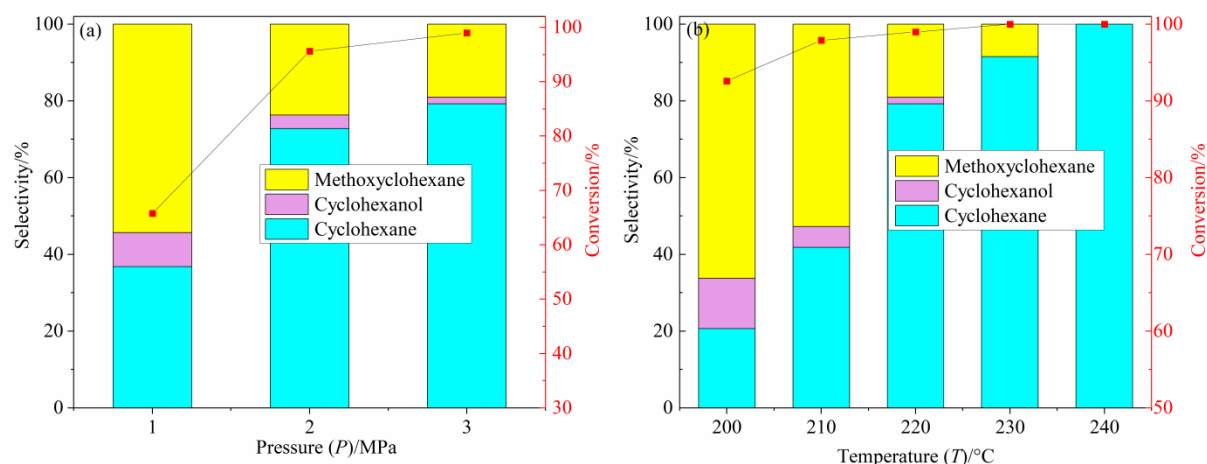 (a)
100
80
60
40
20
0
Selectivity/%
Methoxyclohexane
Cyclohexanol
Cyclohexane
100
90
80
70
60
50
40
30
Conversion/%
1 2 3
Pressure (P)/MPa
(b)
100
80
60
40
20
0
Selectivity/%
Methoxyclohexane
Cyclohexanol
Cyclohexane
100
90
80
70
60
50
Conversion/%
200 210 220 230 240
Temperature (T)/°C